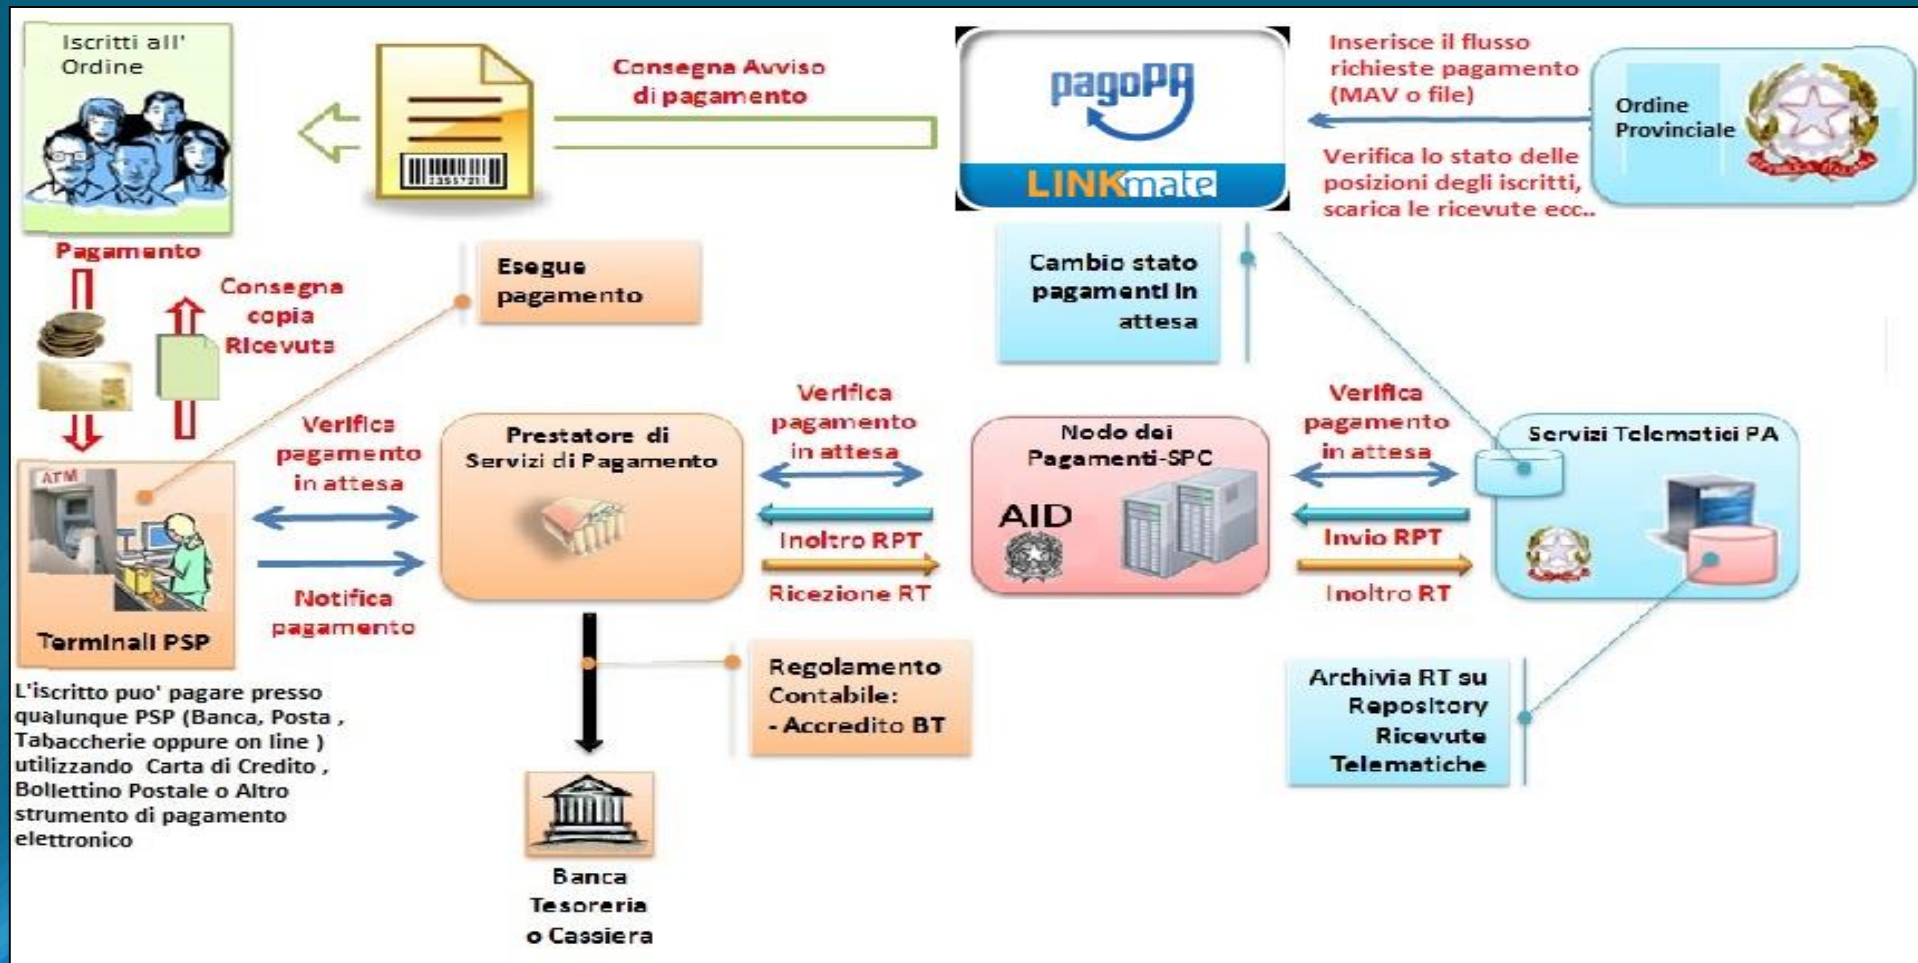 Iscritti all'
Ordine
Consegna Avviso
di pagamento
pagoPA
LINKmate
Inserisce il flusso
richieste pagamento
(MAV o file)
Verifica lo stato delle
posizioni degli iscritti,
scarica le ricevute ecc..
Ordine
Provinciale
Pagamento
Consegna
copia
Ricevuta
Esegue
pagamento
Cambio stato
pagamenti in
attesa
Verifica
pagamento
in attesa
Prestatore di
Servizi di Pagamento
Verifica
pagamento
in attesa
Nodo dei
Pagamenti-SPC
AID
Verifica
pagamento
in attesa
Servizi Telematici PA
ATM
Terminali PSP
Notifica
pagamento
Inoltro RPT
Ricezione RT
Invio RPT
Inoltro RT
L'iscritto puo' pagare presso
qualunque PSP (Banca, Posta ,
Tabaccherie oppure on line )
utilizzando Carta di Credito ,
Bollettino Postale o Altro
strumento di pagamento
elettronico
Regolamento
Contabile:
- Accredito BT
Archivia RT su
Repository
Ricevute
Telematiche
Banca
Tesoreria
o Cassiera